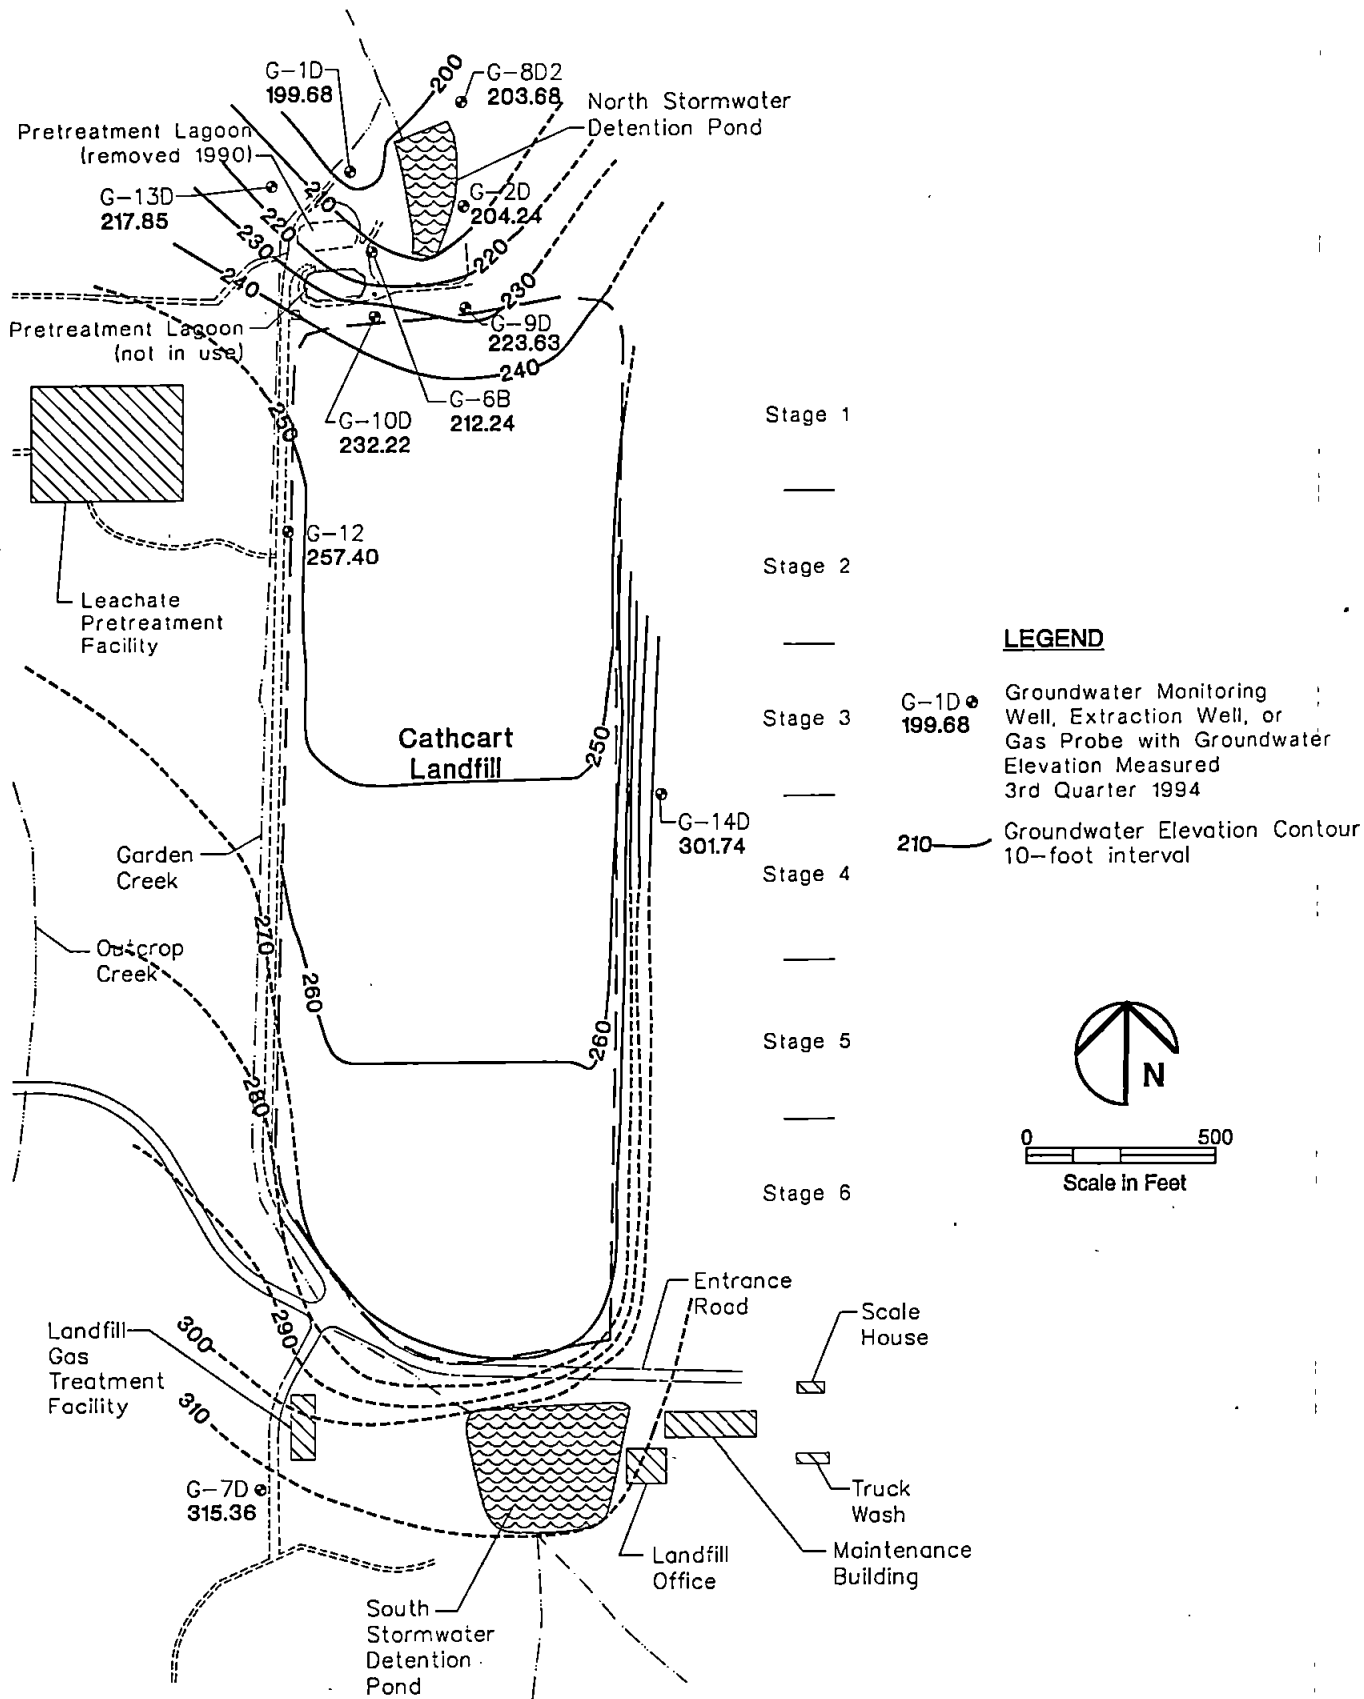 200
G-1D
199.68
G-8D2
203.68
North Stormwater
Detention Pond
Pretreatment Lagoon
(removed 1990)
G-13D
217.85
210
G-2D
204.24
220
220
230
230
240
Pretreatment Lagoon
(not in use)
G-9D
223.63
240
G-6B
212.24
G-10D
232.22
250
Stage 1
G-12
257.40
Stage 2
Leachate
Pretreatment
Facility
LEGEND
G-1D
199.68
Groundwater Monitoring
Well, Extraction Well, or
Gas Probe with Groundwater
Elevation Measured
3rd Quarter 1994
Stage 3
Cathcart
Landfill
250
G-14D
301.74
210
Groundwater Elevation Contour
10-foot interval
Garden
Creek
Stage 4
270
Outcrop
Creek
260
260
Stage 5
N
280
0 500
Scale in Feet
Stage 6
Entrance
Road
Scale
House
290
300
Landfill
Gas
Treatment
Facility
310
G-7D
315.36
Truck
Wash
Landfill
Office
Maintenance
Building
South
Stormwater
Detention
Pond